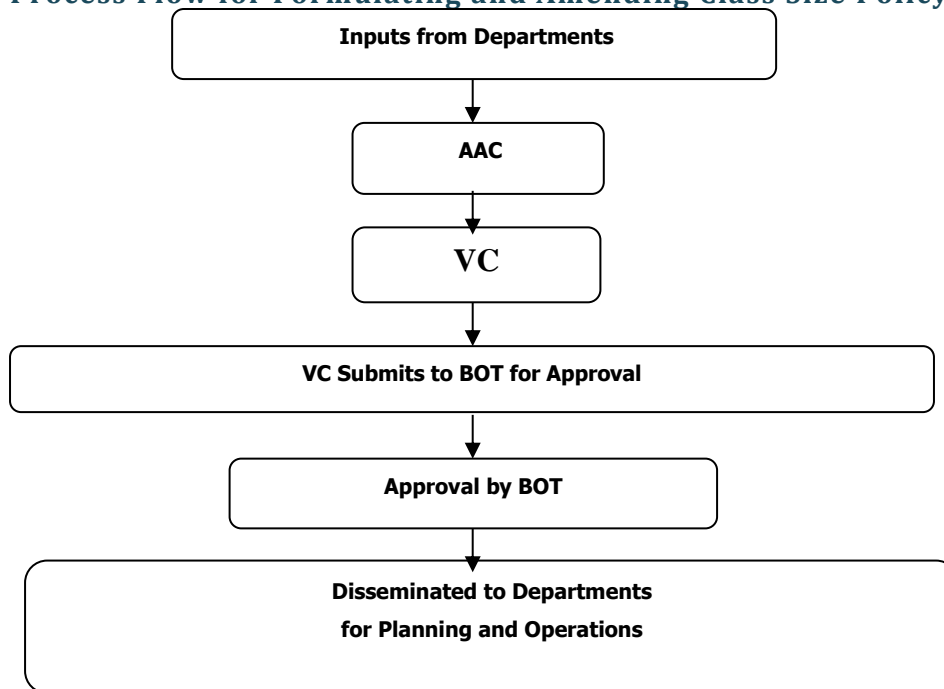 Process Flow for Formulating and Amending Class Size Policy
Inputs from Departments
AAC
VC
VC Submits to BOT for Approval
Approval by BOT
Disseminated to Departments
for Planning and Operations